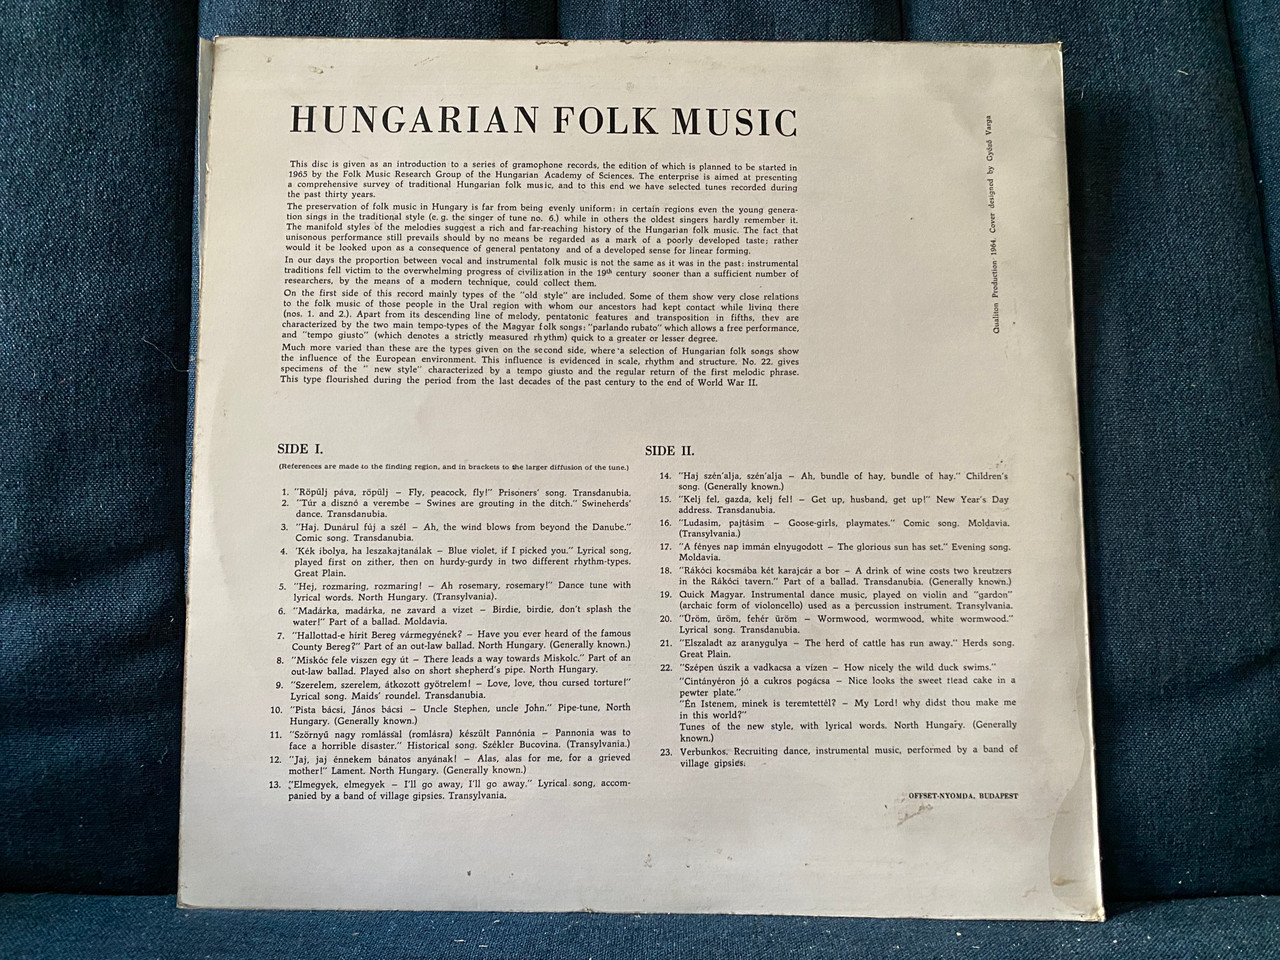 HUNGARIAN FOLK MUSIC
This disc is given as an introduction to a series of gramophone records, the edition of which is planned to be started in
1965 by the Folk Music Research Group of the Hungarian Academy of Sciences. The enterprise is aimed at presenting
a comprehensive survey of traditional Hungarian folk music, and to this end we have selected tunes recorded during
the past thirty years.
The preservation of folk music in Hungary is far from being evenly uniform: in certain regions even the young genera-
tion sings in the traditional style (e. g. the singer of tune no. 6.) while in others the oldest singers hardly remember it.
The manifold styles of the melodies suggest a rich and far-reaching history of the Hungarian folk music. The fact that
unisonous performance still prevails should by no means be regarded as a mark of a poorly developed taste; rather
would it be looked upon as a consequence of general pentatony and of a developed sense for linear forming.
In our days the proportion between vocal and instrumental folk music is not the same as it was in the past: instrumental
traditions fell victim to the overwhelming progress of civilization in the 19th century sooner than a sufficient number of
researchers, by the means of a modern technique, could collect them.
On the first side of this record mainly types of the "old style" are included. Some of them show very close relations
to the folk music of those people in the Ural region with whom our ancestors had kept contact while living there
(nos. 1. and 2.). Apart from its descending line of melody, pentatonic features and transposition in fifths, they are
characterized by the two main tempo-types of the Magyar folk songs: "parlando rubato" which allows a free performance,
and "tempo giusto" (which denotes a strictly measured rhythm) quick to a greater or lesser degree.
Much more varied than these are the types given on the second side, where a selection of Hungarian folk songs show
the influence of the European environment. This influence is evidenced in scale, rhythm and structure. No. 22. gives
specimens of the " new style" characterized by a tempo giusto and the regular return of the first melodic phrase.
This type flourished during the period from the last decades of the past century to the end of World War II.
Qualiton Production 1964. Cover designed by Győző Varga
SIDE I.
(References are made to the finding region, and in brackets to the larger diffusion of the tune.)
1. "Röpülj páva, röpülj – Fly, peacock, fly!" Prisoners' song. Transdanubia.
2. "Túr a disznó a verembe – Swines are grouting in the ditch." Swineherds'
dance. Transdanubia.
3. "Haj. Dunárul fúj a szél – Ah, the wind blows from beyond the Danube."
Comic song. Transdanubia.
4. 'Kék ibolya, ha leszakajtanálak – Blue violet, if I picked you." Lyrical song,
played first on zither, then on hurdy-gurdy in two different rhythm-types.
Great Plain.
5. "Hej, rozmaring, rozmaring! – Ah rosemary, rosemary!" Dance tune with
lyrical words. North Hungary. (Transylvania).
6. "Madárka, madárka, ne zavard a vizet – Birdie, birdie, don't splash the
water!" Part of a ballad. Moldavia.
7. "Hallottad-e hirit Bereg vármegyének? – Have you ever heard of the famous
County Bereg?" Part of an out-law ballad. North Hungary. (Generally known.)
8. "Miskóc fele viszen egy út – There leads a way towards Miskolc." Part of an
out-law ballad. Played also on short shepherd's pipe. North Hungary.
9. "Szerelem, szerelem, átkozott gyötrelem! – Love, love, thou cursed torture!"
Lyrical song. Maids' roundel. Transdanubia.
10. "Pista bácsi, János bácsi – Uncle Stephen, uncle John." Pipe-tune, North
Hungary. (Generally known.)
11. "Szörnyű nagy romlással (romlásra) készült Pannónia – Pannonia was to
face a horrible disaster." Historical song. Székler Bucovina. (Transylvania.)
12. "Jaj, jaj énnekem bánatos anyának! – Alas, alas for me, for a grieved
mother!" Lament. North Hungary. (Generally known.)
13. "Elmegyek, elmegyek – I'll go away, I'll go away." Lyrical song, accom-
panied by a band of village gipsies. Transylvania.
SIDE II.
14. "Haj szén'alja, szén'alja – Ah, bundle of hay, bundle of hay." Children's
song. (Generally known.)
15. "Kelj fel, gazda, kelj fel! – Get up, husband, get up!" New Year's Day
address. Transdanubia.
16. "Ludasim, pajtásim – Goose-girls, playmates." Comic song. Moldavia.
(Transylvania.)
17. "A fényes nap immán elnyugodott – The glorious sun has set." Evening song.
Moldavia.
18. "Rákóci kocsmába két karajcár a bor – A drink of wine costs two kreutzers
in the Rákóci tavern." Part of a ballad. Transdanubia. (Generally known.)
19. Quick Magyar. Instrumental dance music, played on violin and "gardon"
(archaic form of violoncello) used as a percussion instrument. Transylvania.
20. "Üröm, üröm, fehér üröm – Wormwood, wormwood, white wormwood."
Lyrical song. Transdanubia.
21. "Elszaladt az aranygulya – The herd of cattle has run away." Herds song.
Great Plain.
22. "Szépen úszik a vadkacsa a vízen – How nicely the wild duck swims."
"Cintányéron jó a cukros pogácsa – Nice looks the sweet tead cake in a
pewter plate."
"Én Istenem, minek is teremtettél? – My Lord! why didst thou make me
in this world?"
Tunes of the new style, with lyrical words. North Hungary. (Generally
known.)
23. Verbunkos. Recruiting dance, instrumental music, performed by a band of
village gipsies.
OFFSET-NYOMDA, BUDAPEST